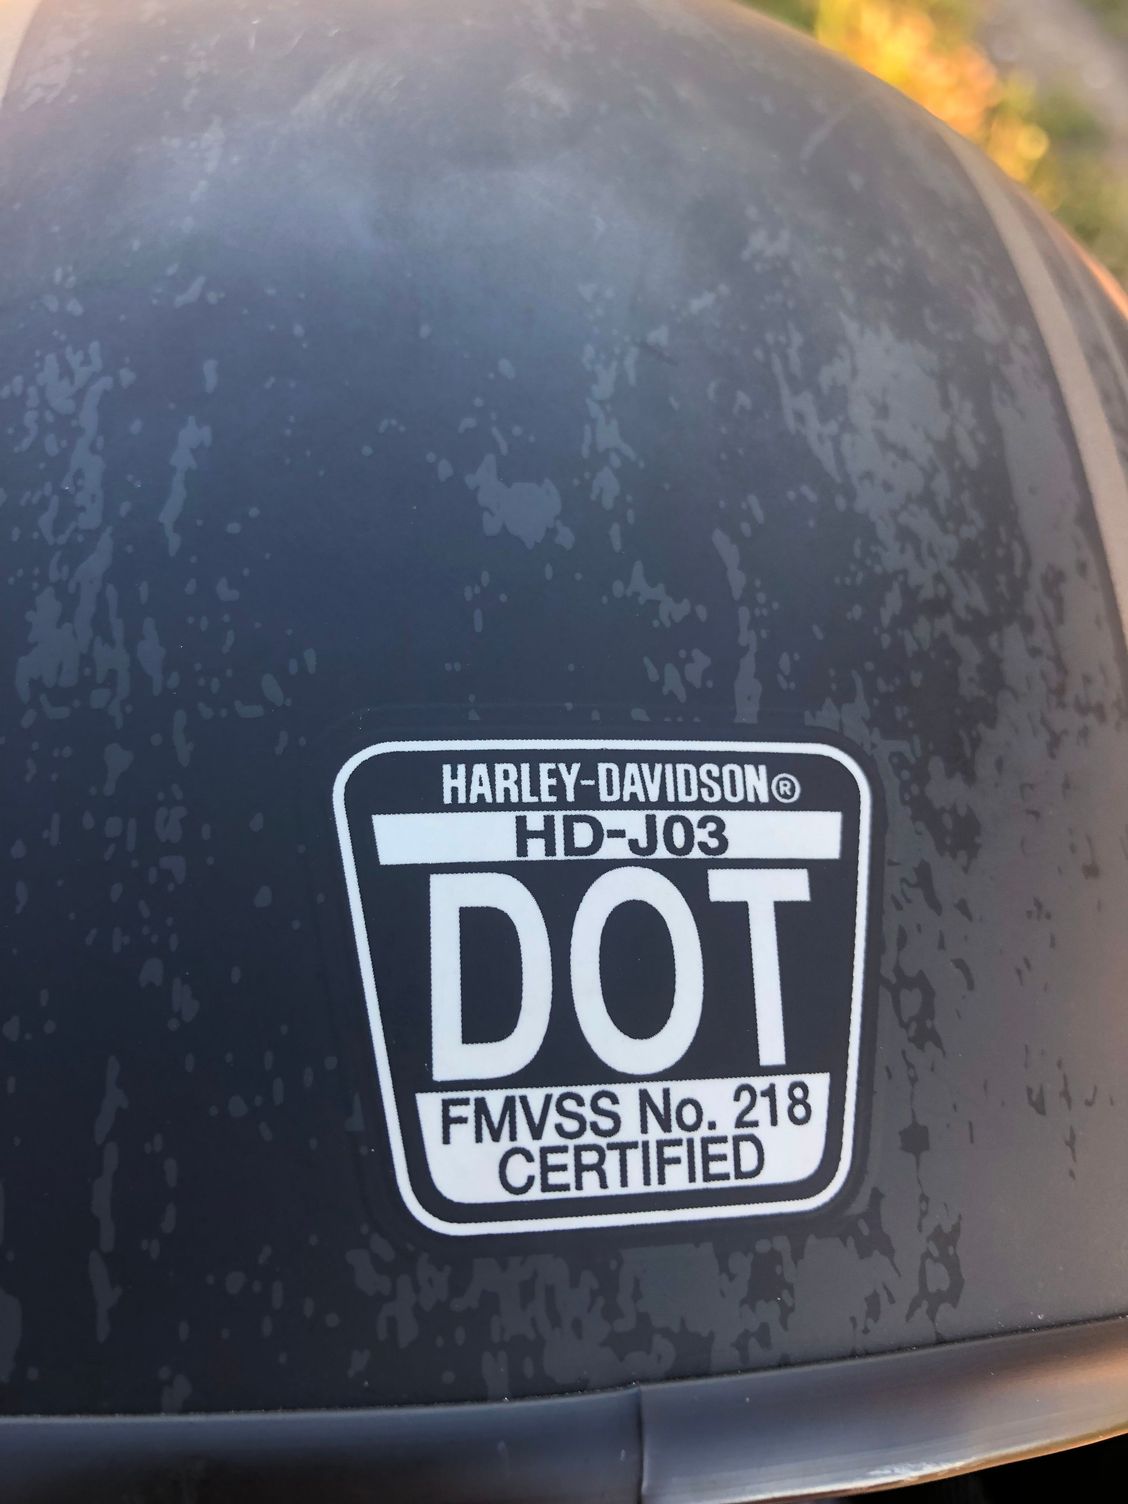 HARLEY-DAVIDSON®
HD-J03
DOT
FMVSS No. 218
CERTIFIED